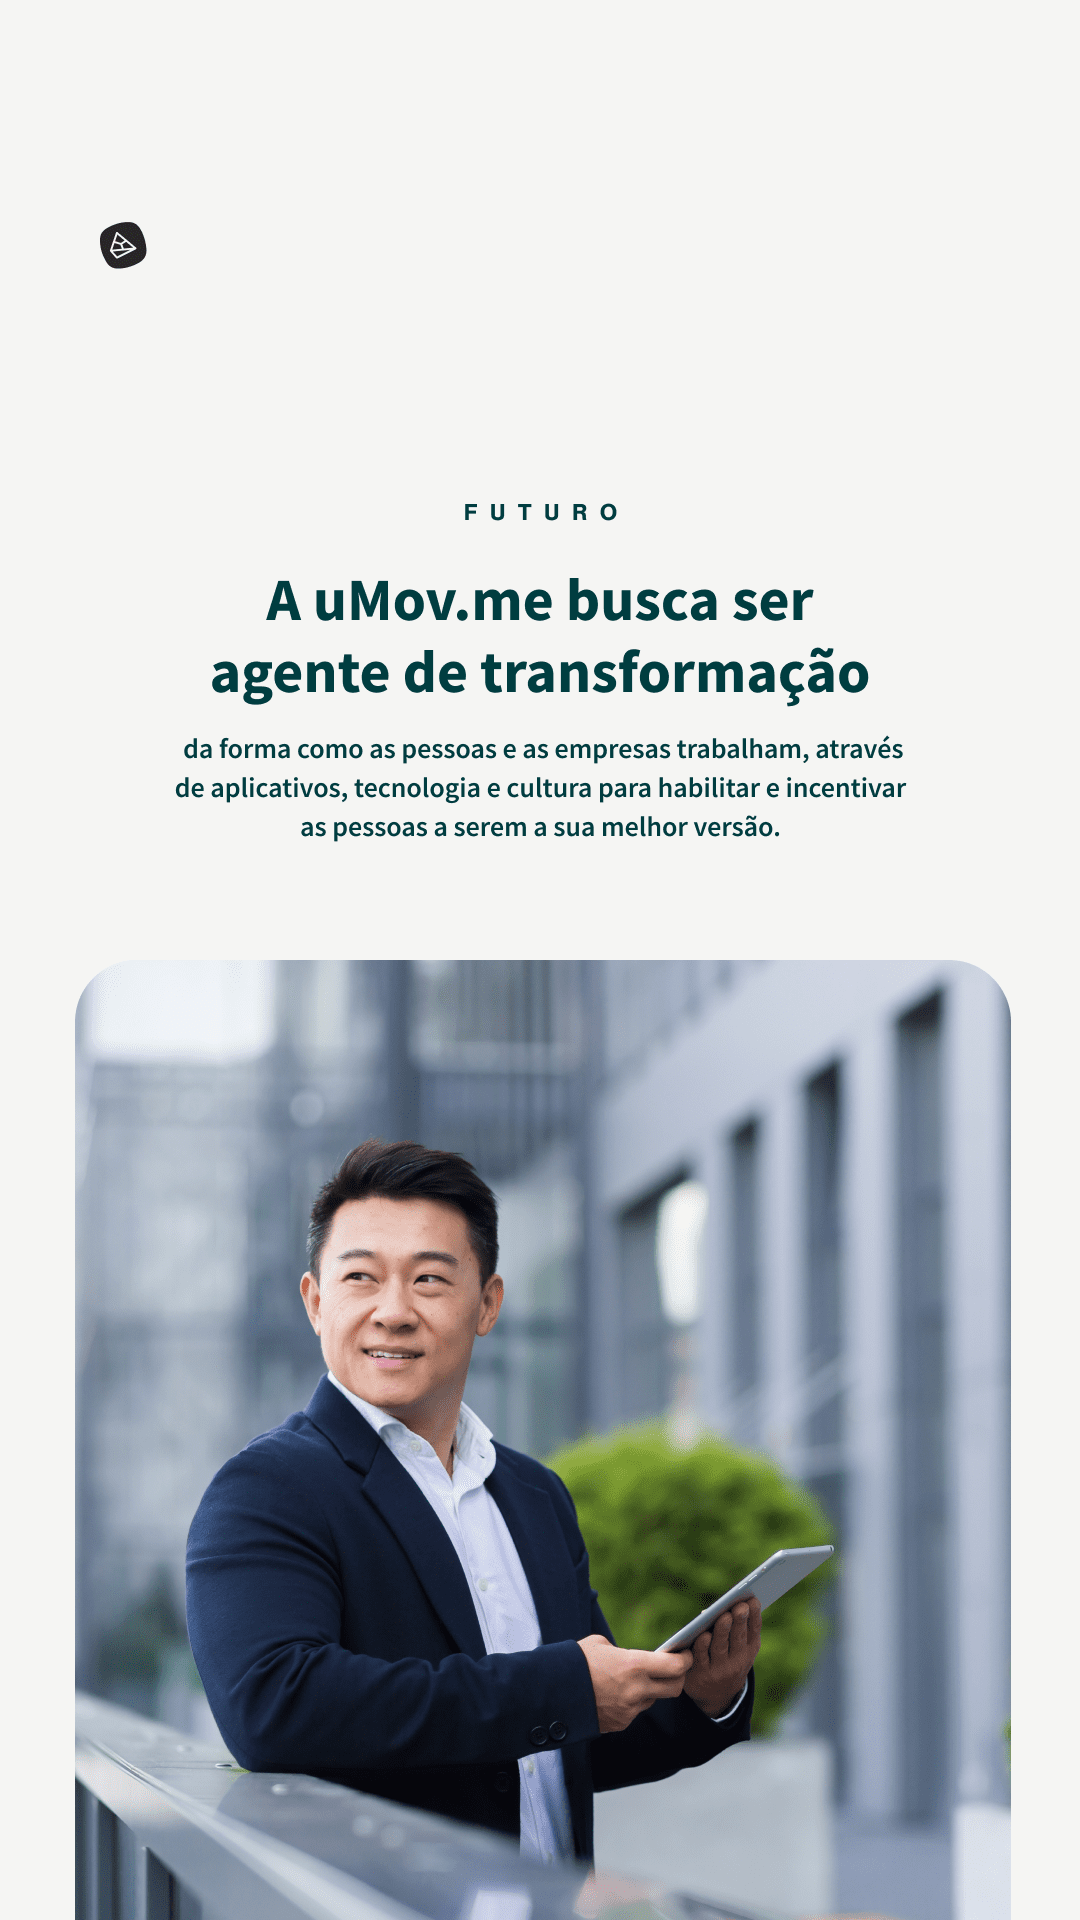 FUTURO
A uMov.me busca ser
agente de transformação
da forma como as pessoas e as empresas trabalham, através
de aplicativos, tecnologia e cultura para habilitar e incentivar
as pessoas a serem a sua melhor versão.